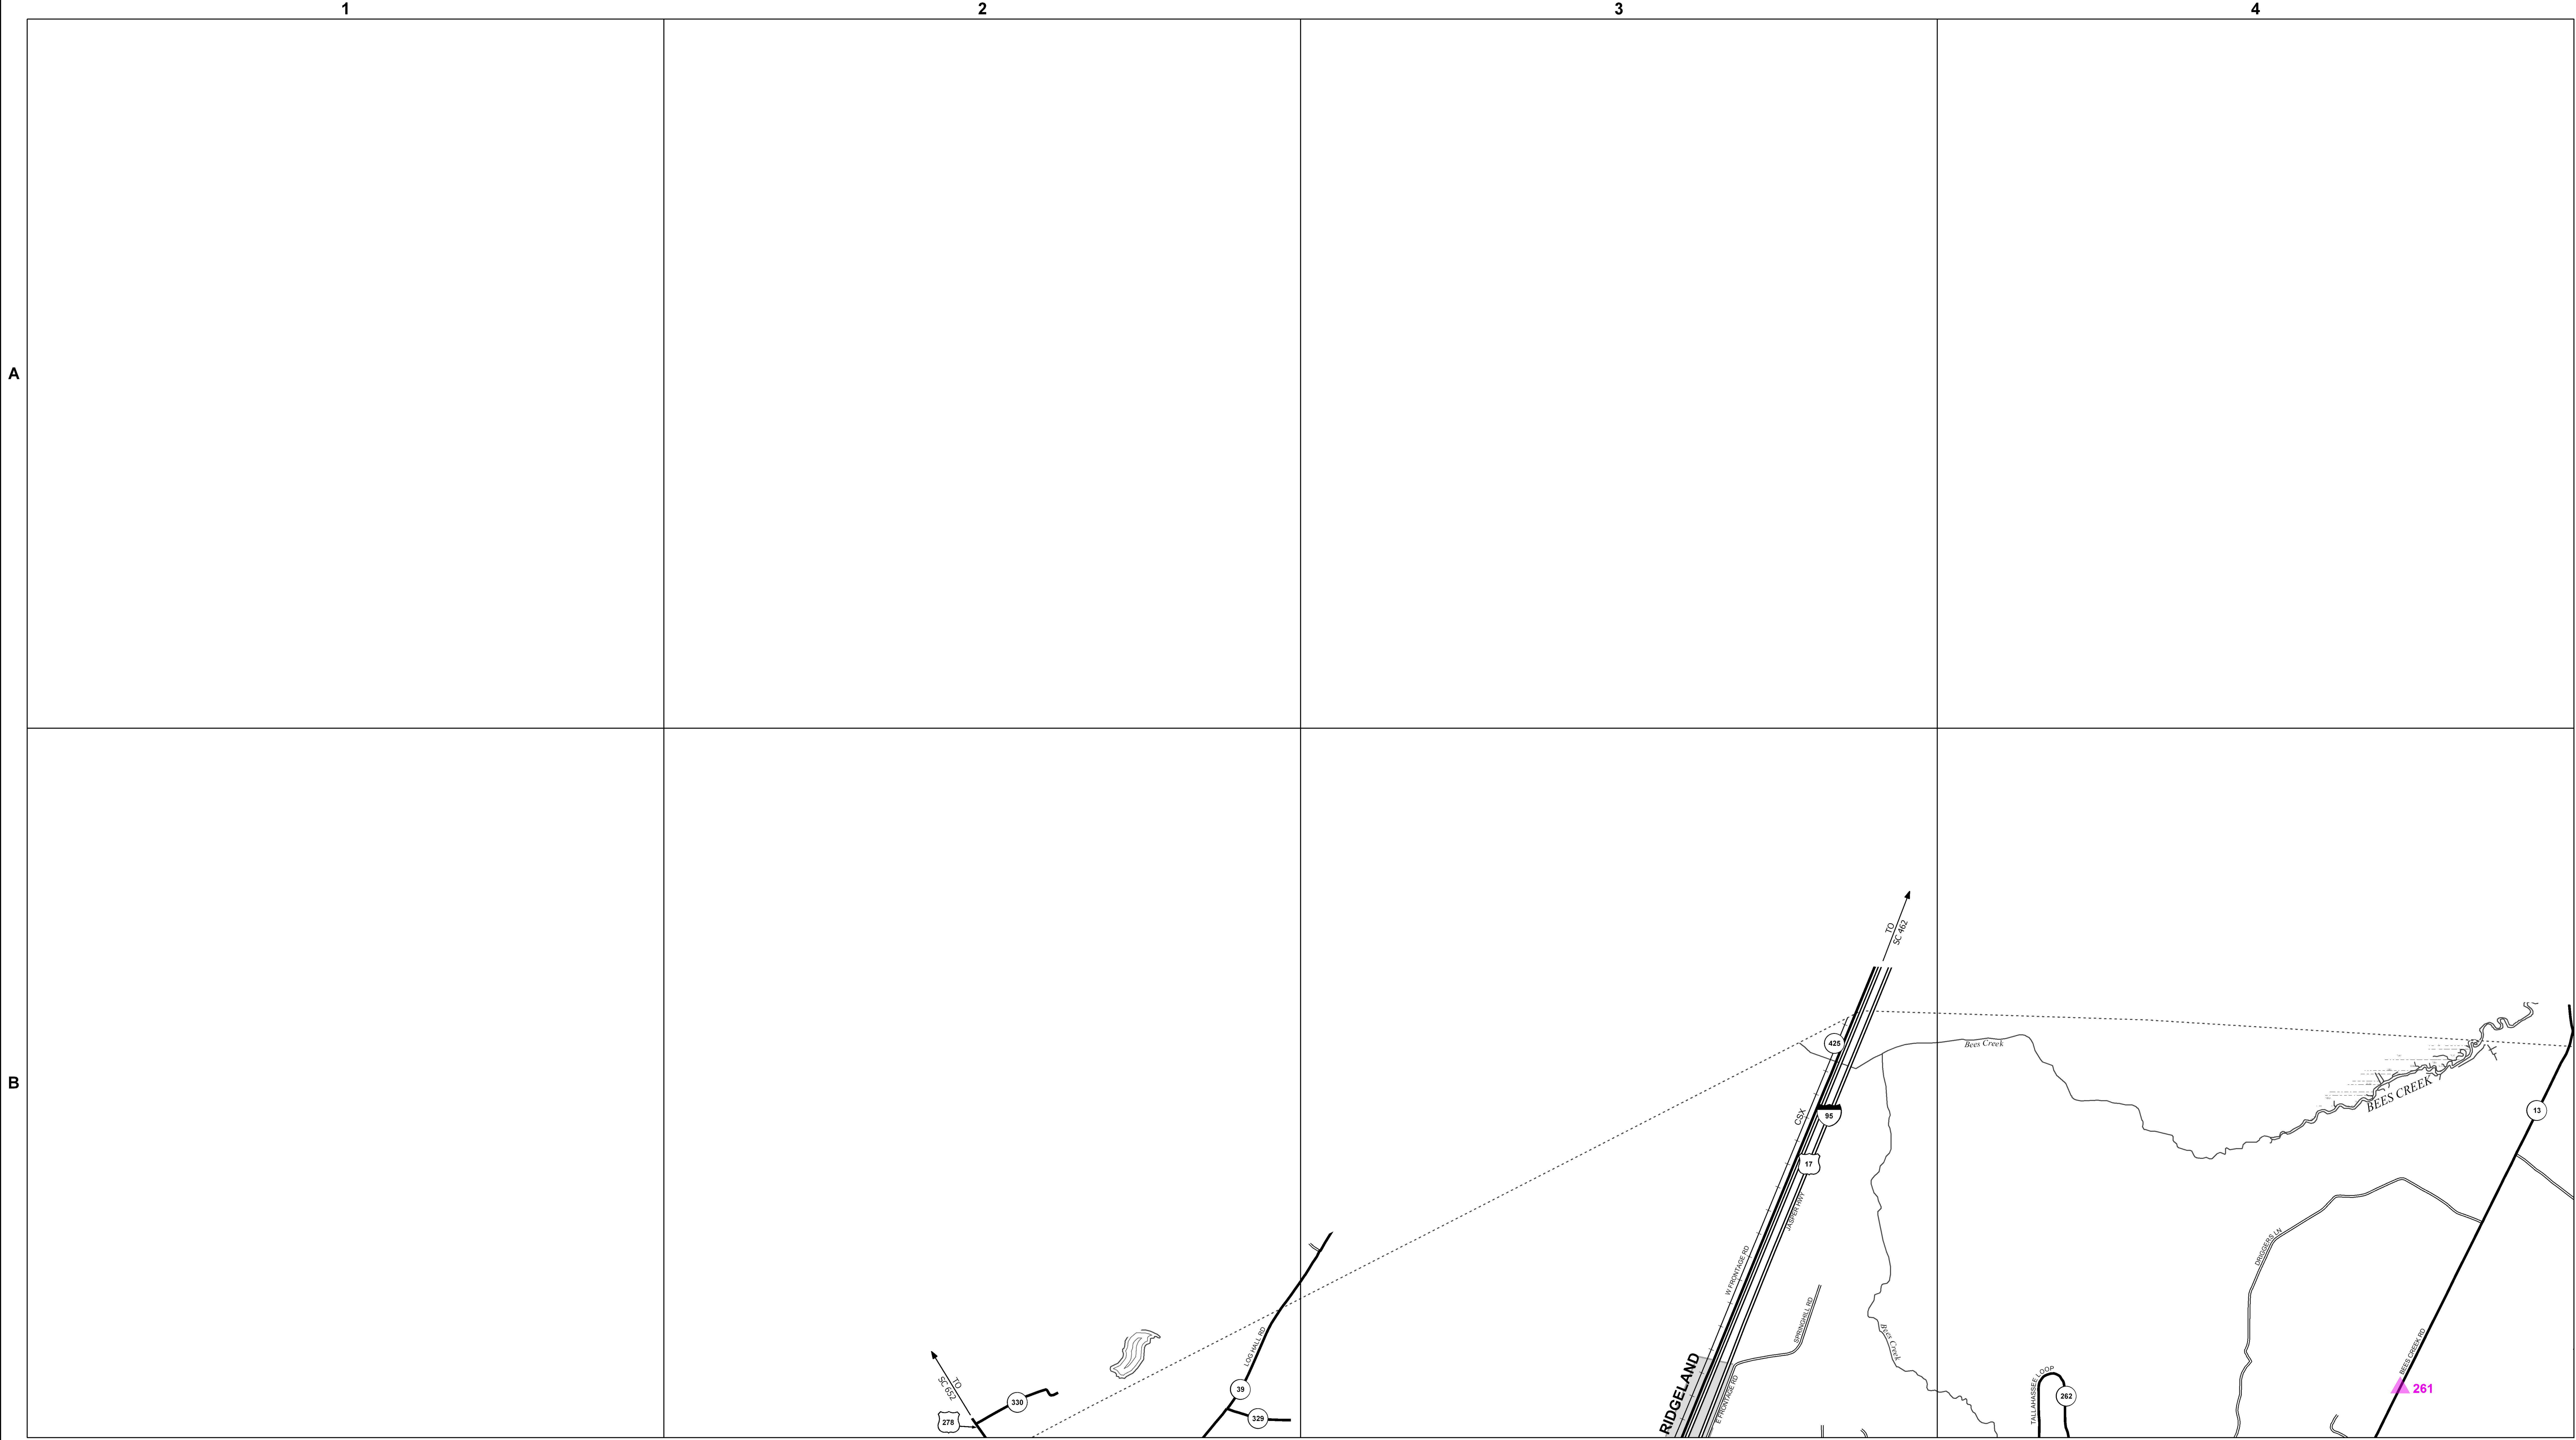 1
2
3
4
A
B
TO
SC 462
425
Bees Creek
CSX
95
17
JASPER HWY
W FRONTAGE RD
SPRINGHILL RD
Bees Creek
RIDGELAND
E FRONTAGE RD
TO
SC 652
278
330
LOG HALL RD
39
329
BEES CREEK
13
DRIGGERS LN
TALLAHASSEE LOOP
262
BEES CREEK RD
261